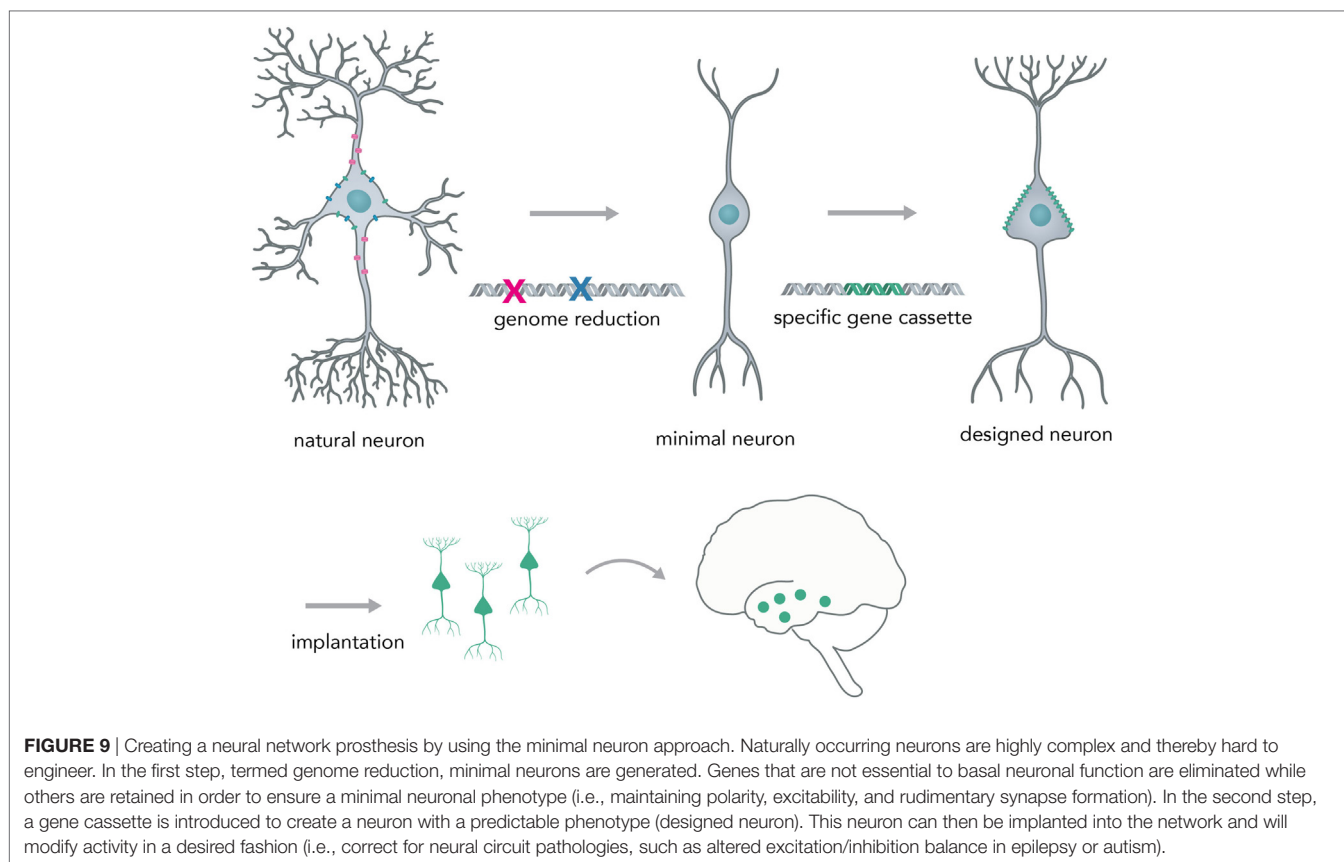 genome reduction
specific gene cassette
natural neuron
minimal neuron
designed neuron
implantation
FIGURE 9 | Creating a neural network prosthesis by using the minimal neuron approach. Naturally occurring neurons are highly complex and thereby hard to
engineer. In the first step, termed genome reduction, minimal neurons are generated. Genes that are not essential to basal neuronal function are eliminated while
others are retained in order to ensure a minimal neuronal phenotype (i.e., maintaining polarity, excitability, and rudimentary synapse formation). In the second step,
a gene cassette is introduced to create a neuron with a predictable phenotype (designed neuron). This neuron can then be implanted into the network and will
modify activity in a desired fashion (i.e., correct for neural circuit pathologies, such as altered excitation/inhibition balance in epilepsy or autism).